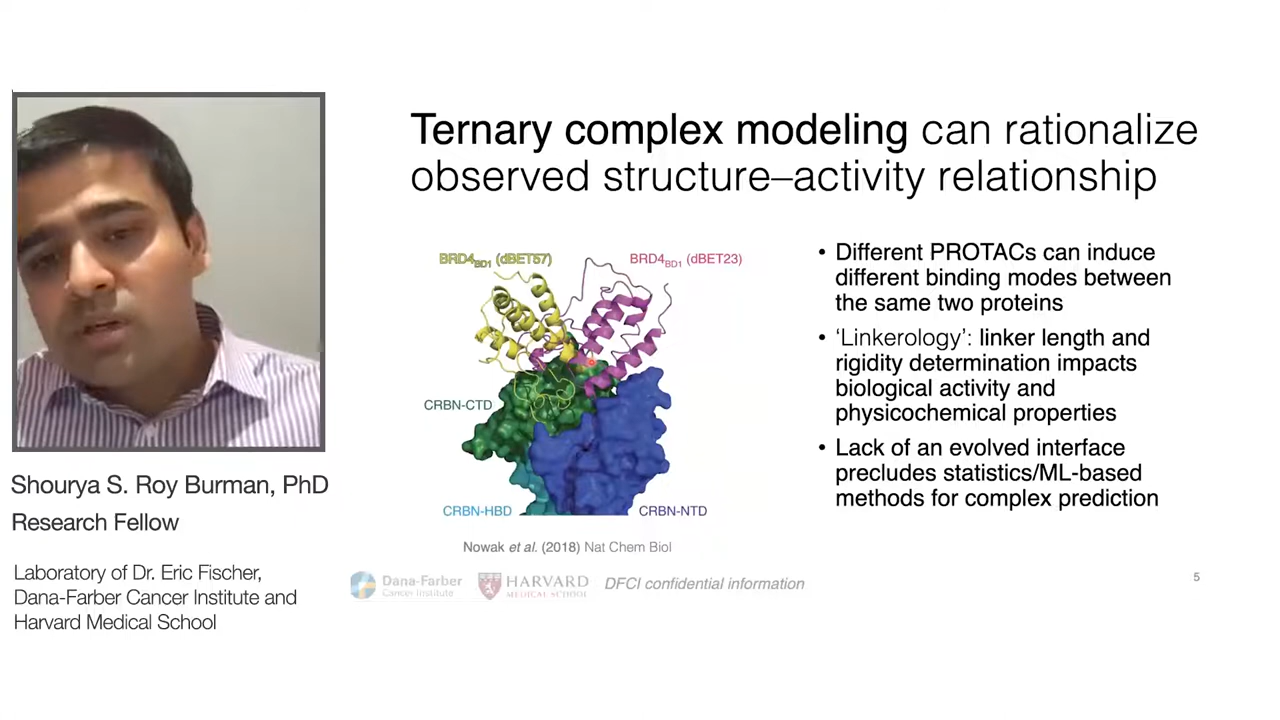 Ternary complex modeling can rationalize
observed structure–activity relationship
BRD4BD1 (dBET57)
BRD4BD1 (dBET23)
CRBN-CTD
CRBN-HBD
CRBN-NTD
Nowak et al. (2018) Nat Chem Biol
• Different PROTACs can induce
different binding modes between
the same two proteins
• ‘Linkerology’: linker length and
rigidity determination impacts
biological activity and
physicochemical properties
• Lack of an evolved interface
precludes statistics/ML-based
methods for complex prediction
Shourya S. Roy Burman, PhD
Research Fellow
Laboratory of Dr. Eric Fischer,
Dana-Farber Cancer Institute and
Harvard Medical School
Dana-Farber
Cancer Institute
HARVARD
MEDICAL SCHOOL
DFCI confidential information
5